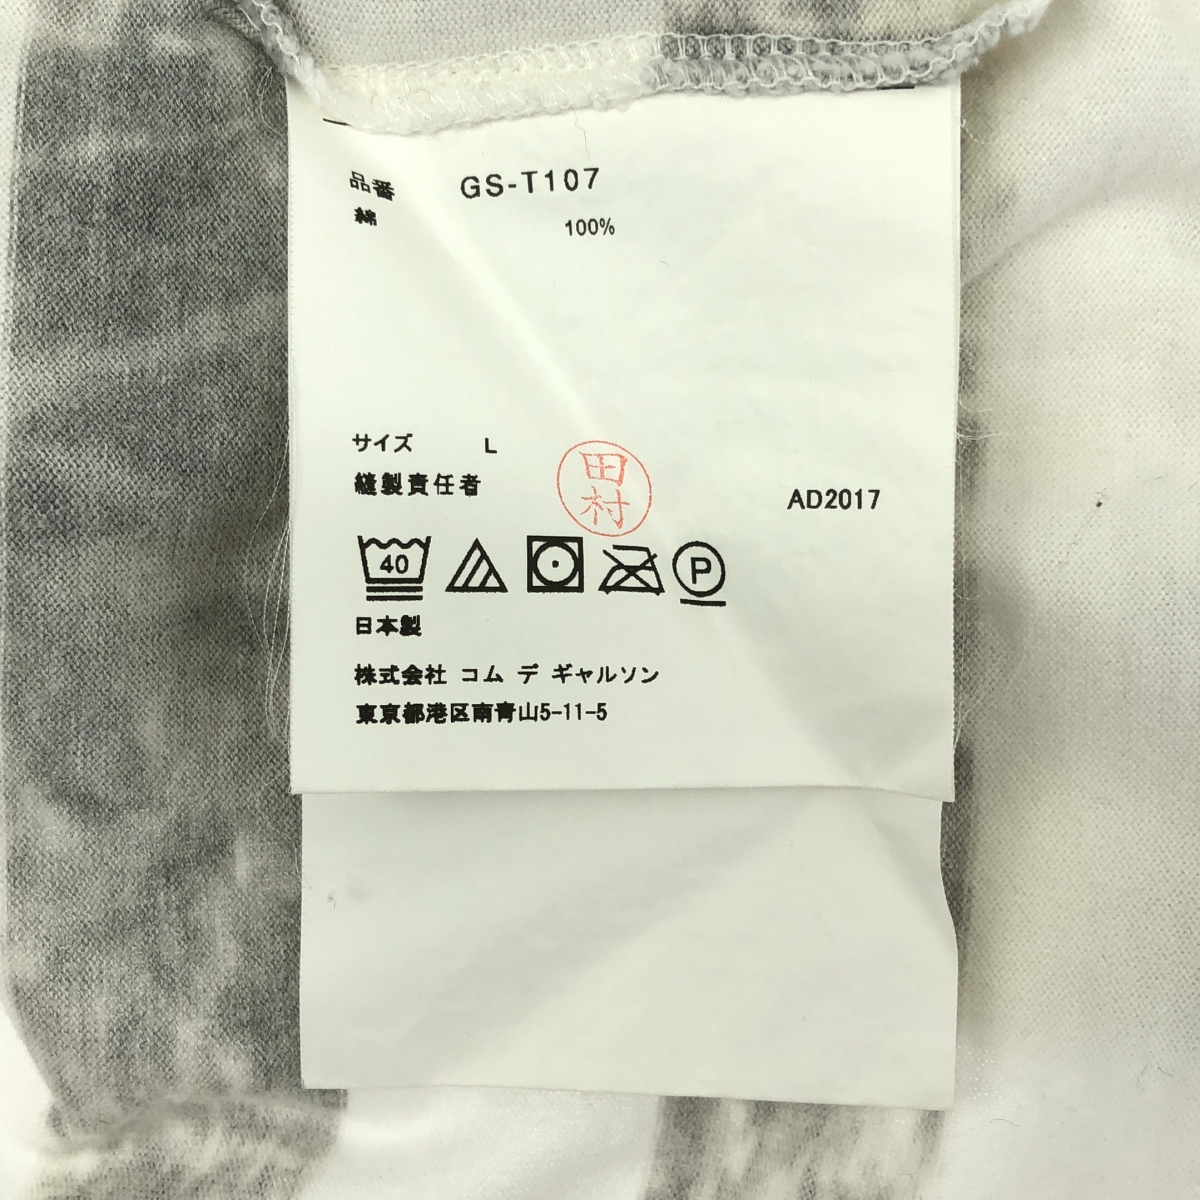 品番 GS-T107
綿 100%
サイズ L
縫製責任者 田村 AD2017
40 P
日本製
株式会社 コム デ ギャルソン
東京都港区南青山5-11-5